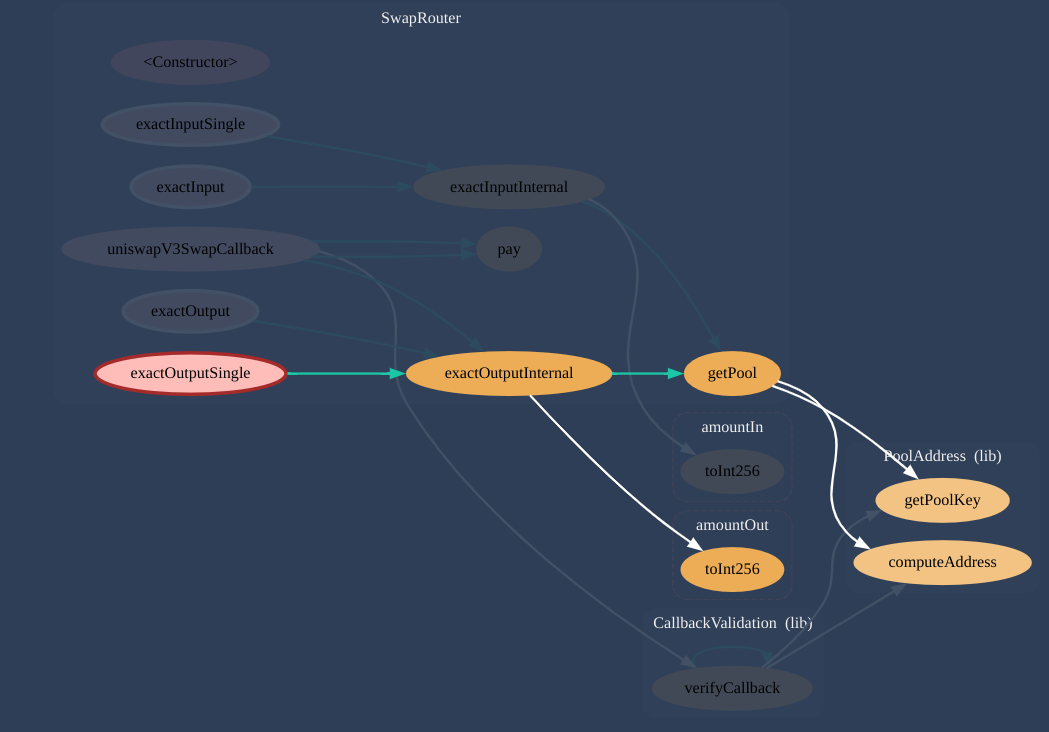 SwapRouter
<Constructor>
exactInputSingle
exactInput
exactInputInternal
uniswapV3SwapCallback
pay
exactOutput
exactOutputSingle
exactOutputInternal
getPool
amountIn
toInt256
PoolAddress (lib)
getPoolKey
amountOut
toInt256
computeAddress
CallbackValidation (lib)
verifyCallback